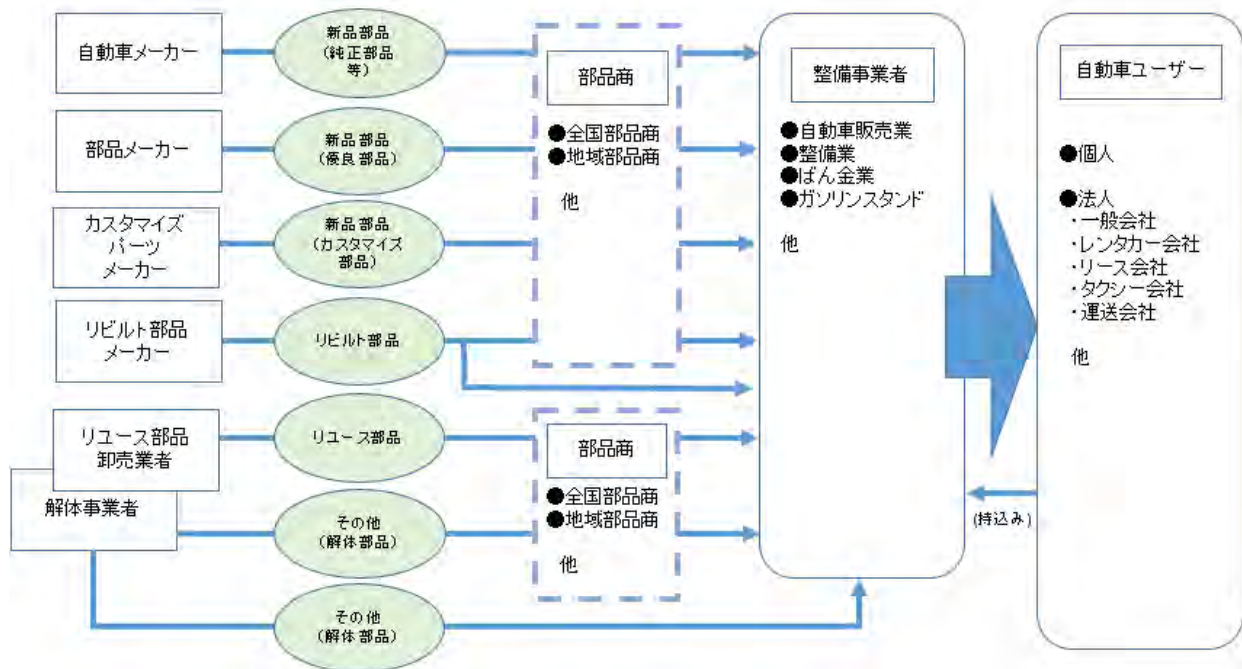 自動車メーカー
新品部品
(純正部品
等)
部品メーカー
新品部品
(優良部品)
カスタマイズ
パーツ
メーカー
新品部品
(カスタマイズ
部品)
リビルト部品
メーカー
リビルト部品
リユース部品
卸売業者
リユース部品
解体事業者
その他
(解体部品)
その他
(解体部品)
部品商
●全国部品商
●地域部品商
他
部品商
●全国部品商
●地域部品商
他
整備事業者
●自動車販売業
●整備業
●ばん金業
●ガソリンスタンド
他
自動車ユーザー
●個人
●法人
・一般会社
・レンタカー会社
・リース会社
・タクシー会社
・運送会社
他
(持込み)